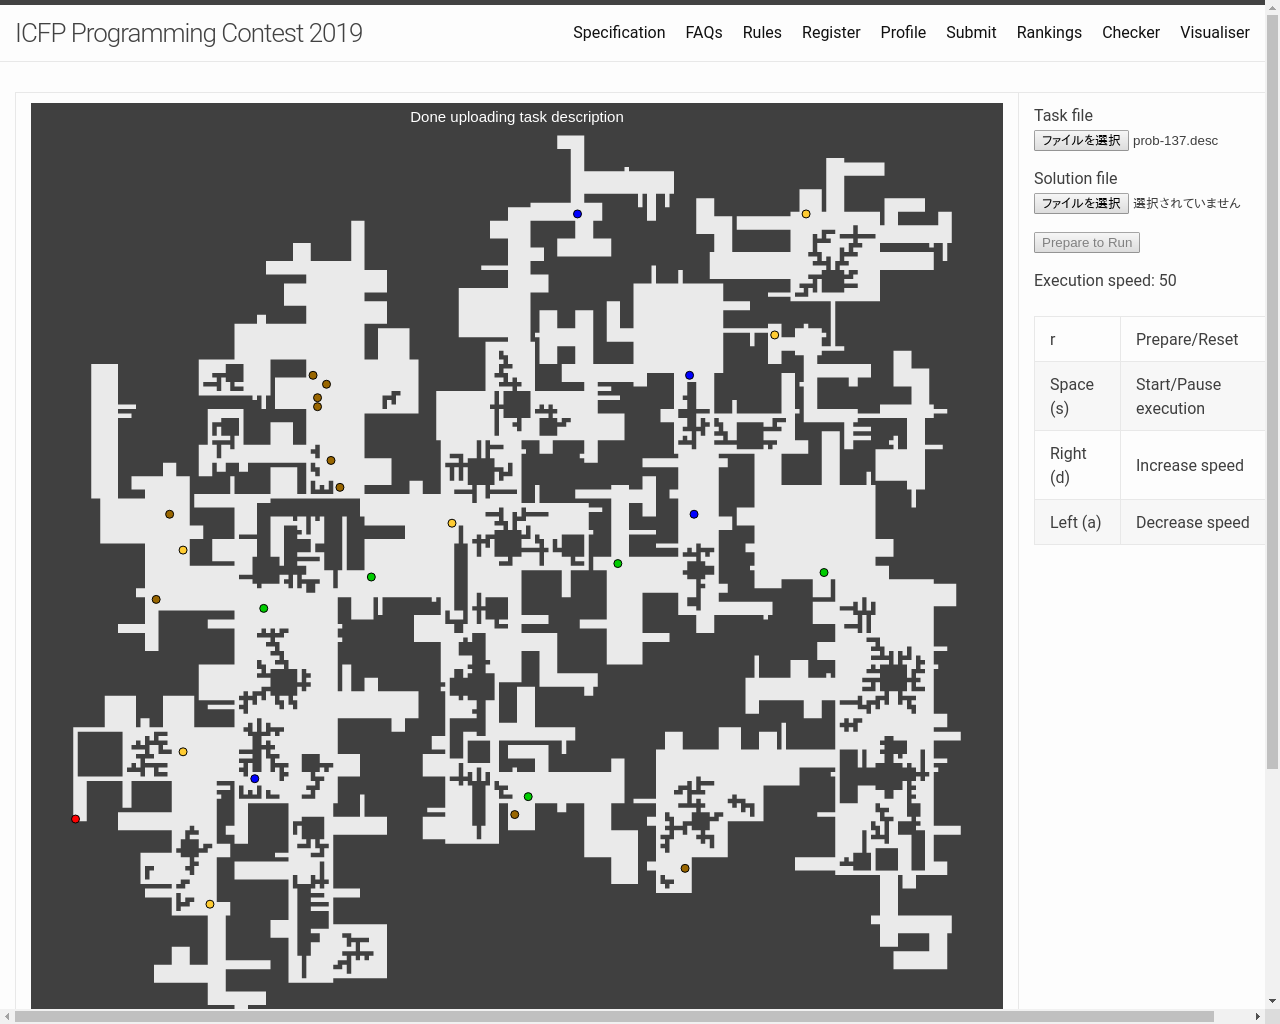 ICFP Programming Contest 2019
Specification FAQs Rules Register Profile Submit Rankings Checker Visualiser
Done uploading task description
Task file
ファイルを選択 prob-137.desc
Solution file
ファイルを選択 選択されていません
Prepare to Run
Execution speed: 50
r Prepare/Reset
Space (s) Start/Pause execution
Right (d) Increase speed
Left (a) Decrease speed